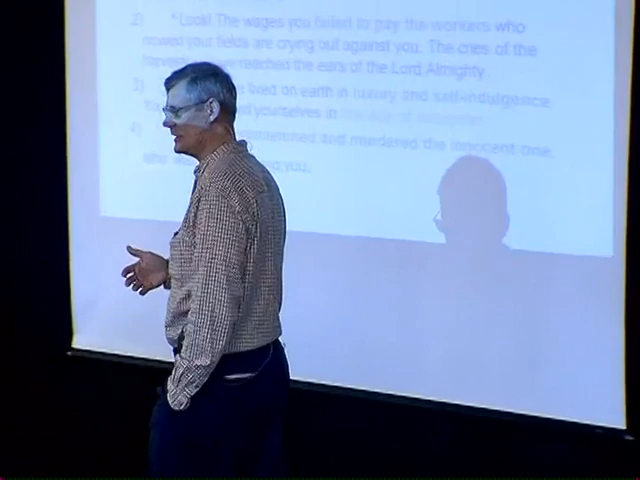 2) 4Look! The wages you failed to pay the workers who
mowed your fields are crying out against you. The cries of the
reached the ears of the Lord Almighty.
3) lived on earth in luxury and self-indulgence.
yourselves in
4) and murdered the innocent one,
you.